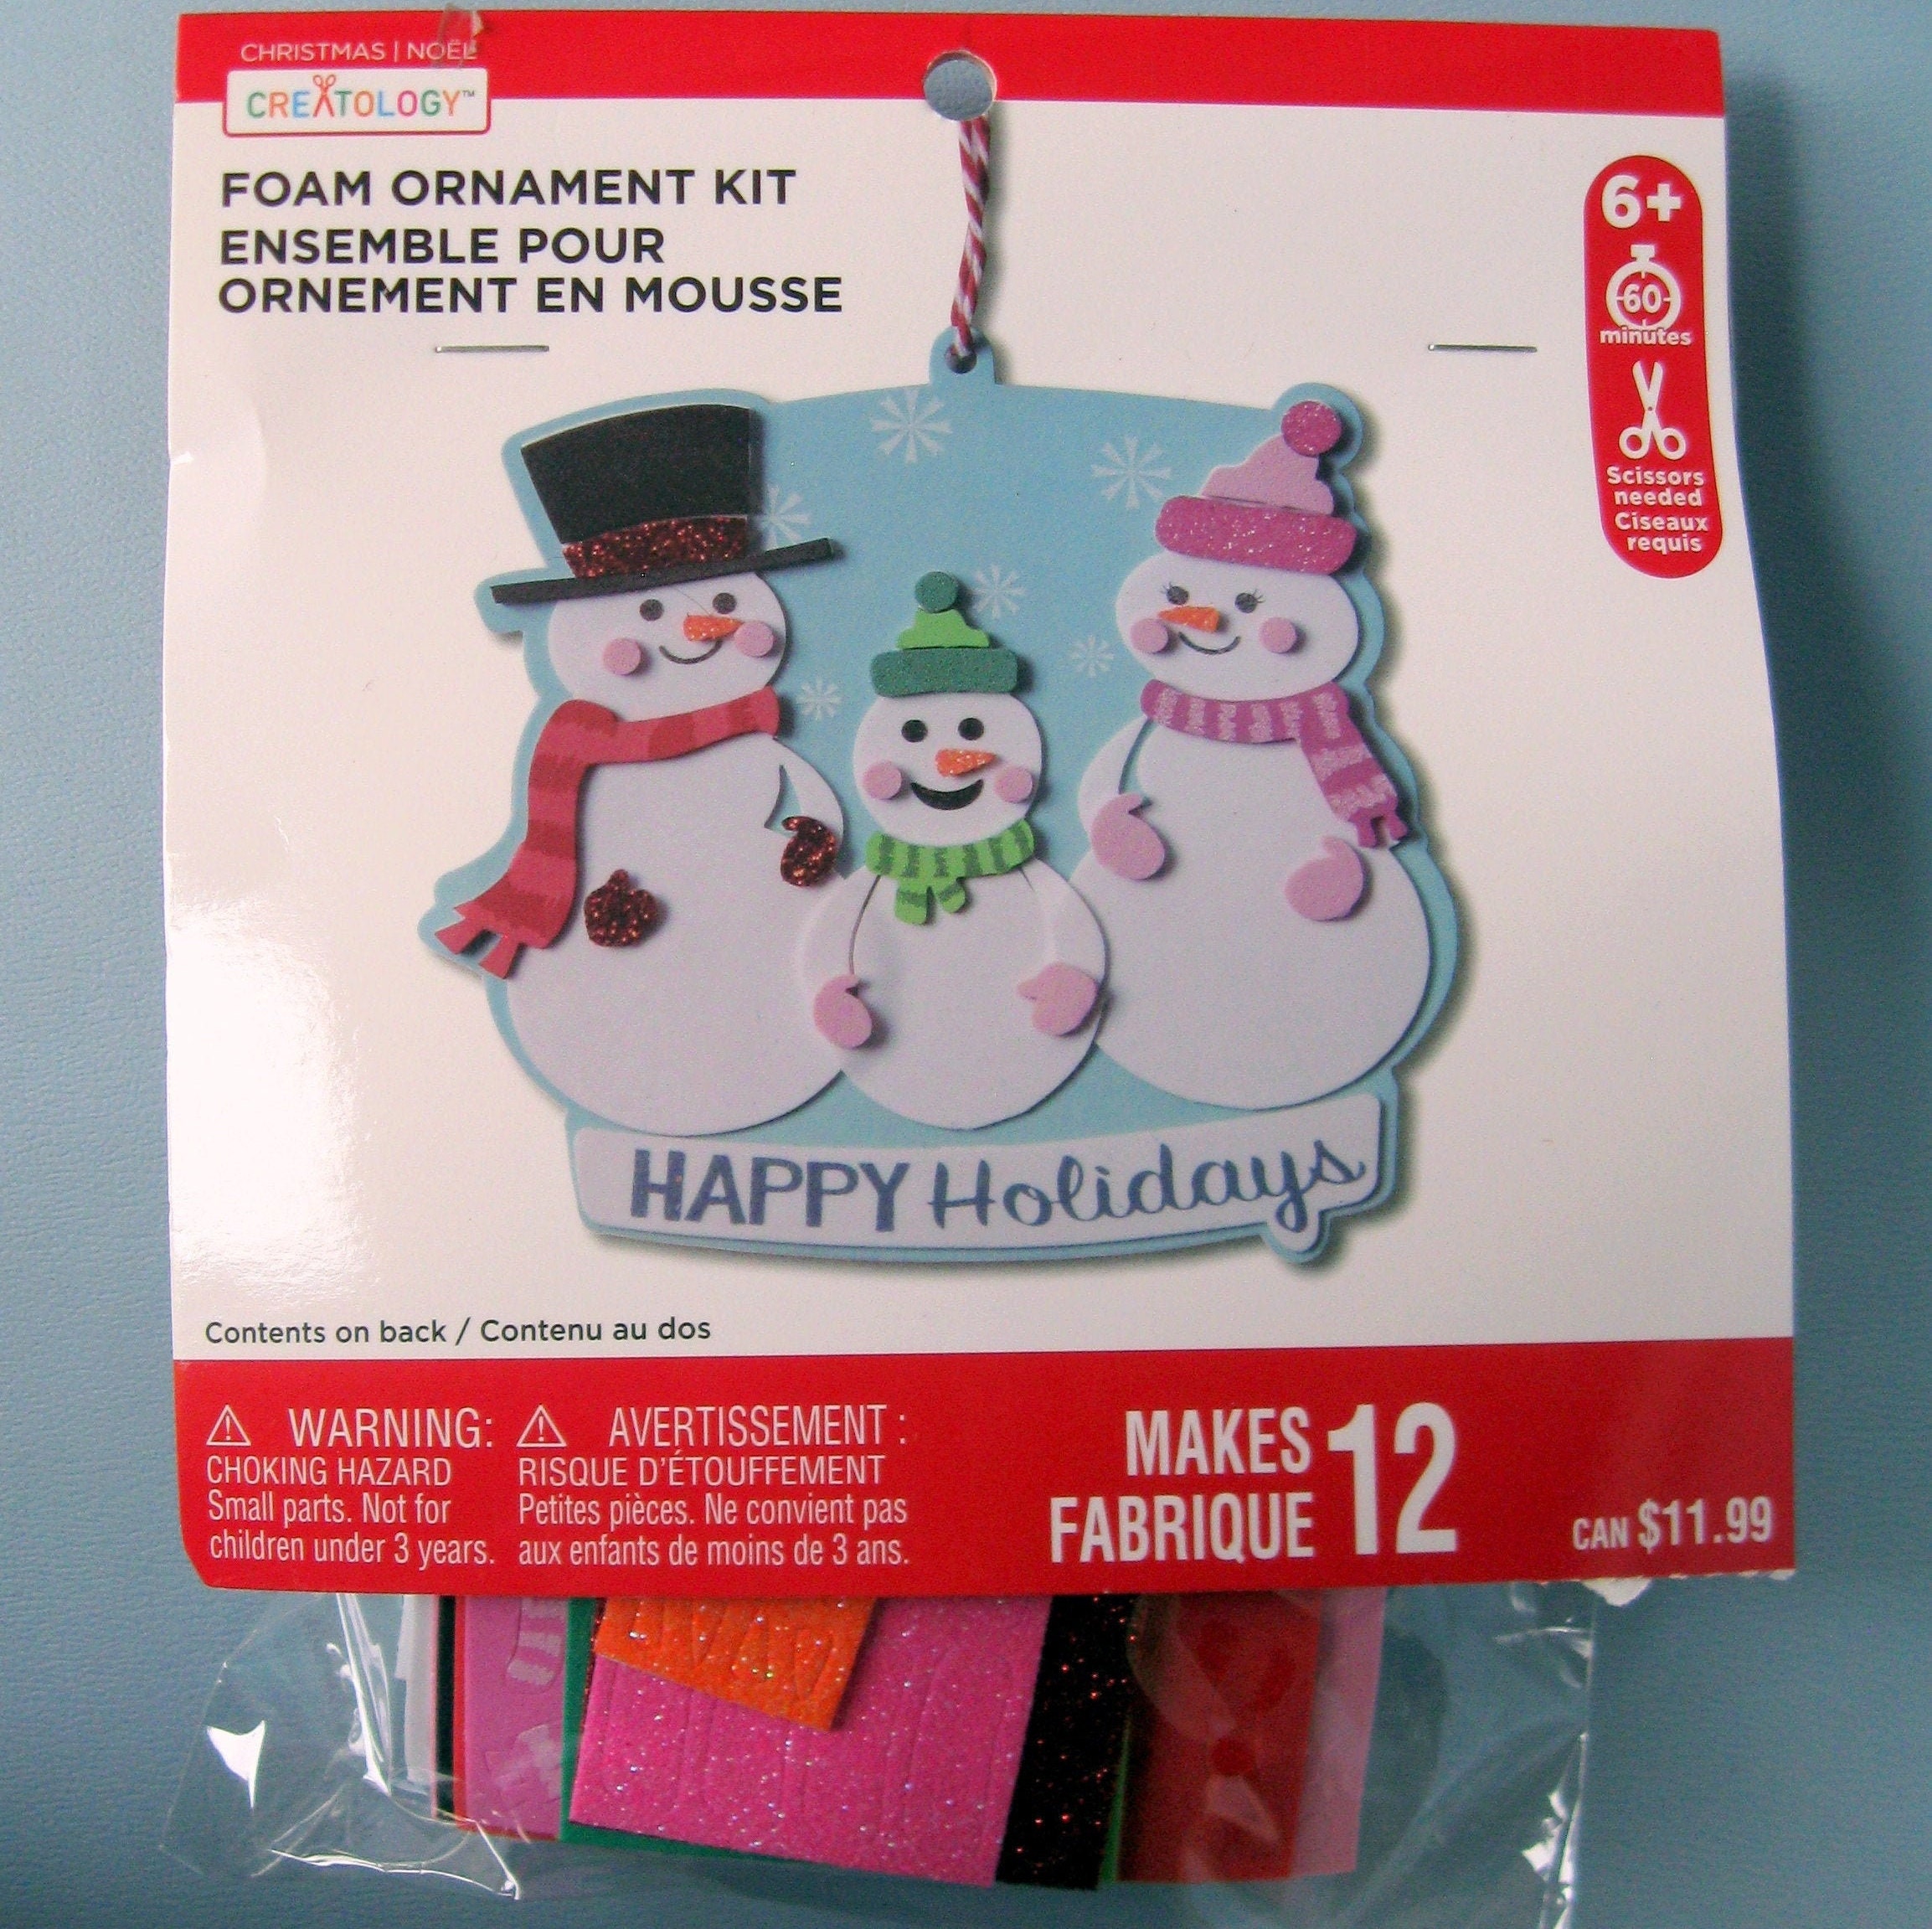 CHRISTMAS | NOËL
CREATOLOGY™
FOAM ORNAMENT KIT
ENSEMBLE POUR
ORNEMENT EN MOUSSE
6+
60
minutes
Scissors
needed
Ciseaux
requis
HAPPY Holidays
Contents on back / Contenu au dos
⚠ WARNING:
CHOKING HAZARD
Small parts. Not for
children under 3 years.
⚠ AVERTISSEMENT :
RISQUE D'ÉTOUFFEMENT
Petites pièces. Ne convient pas
aux enfants de moins de 3 ans.
MAKES
FABRIQUE
12
CAN $11.99